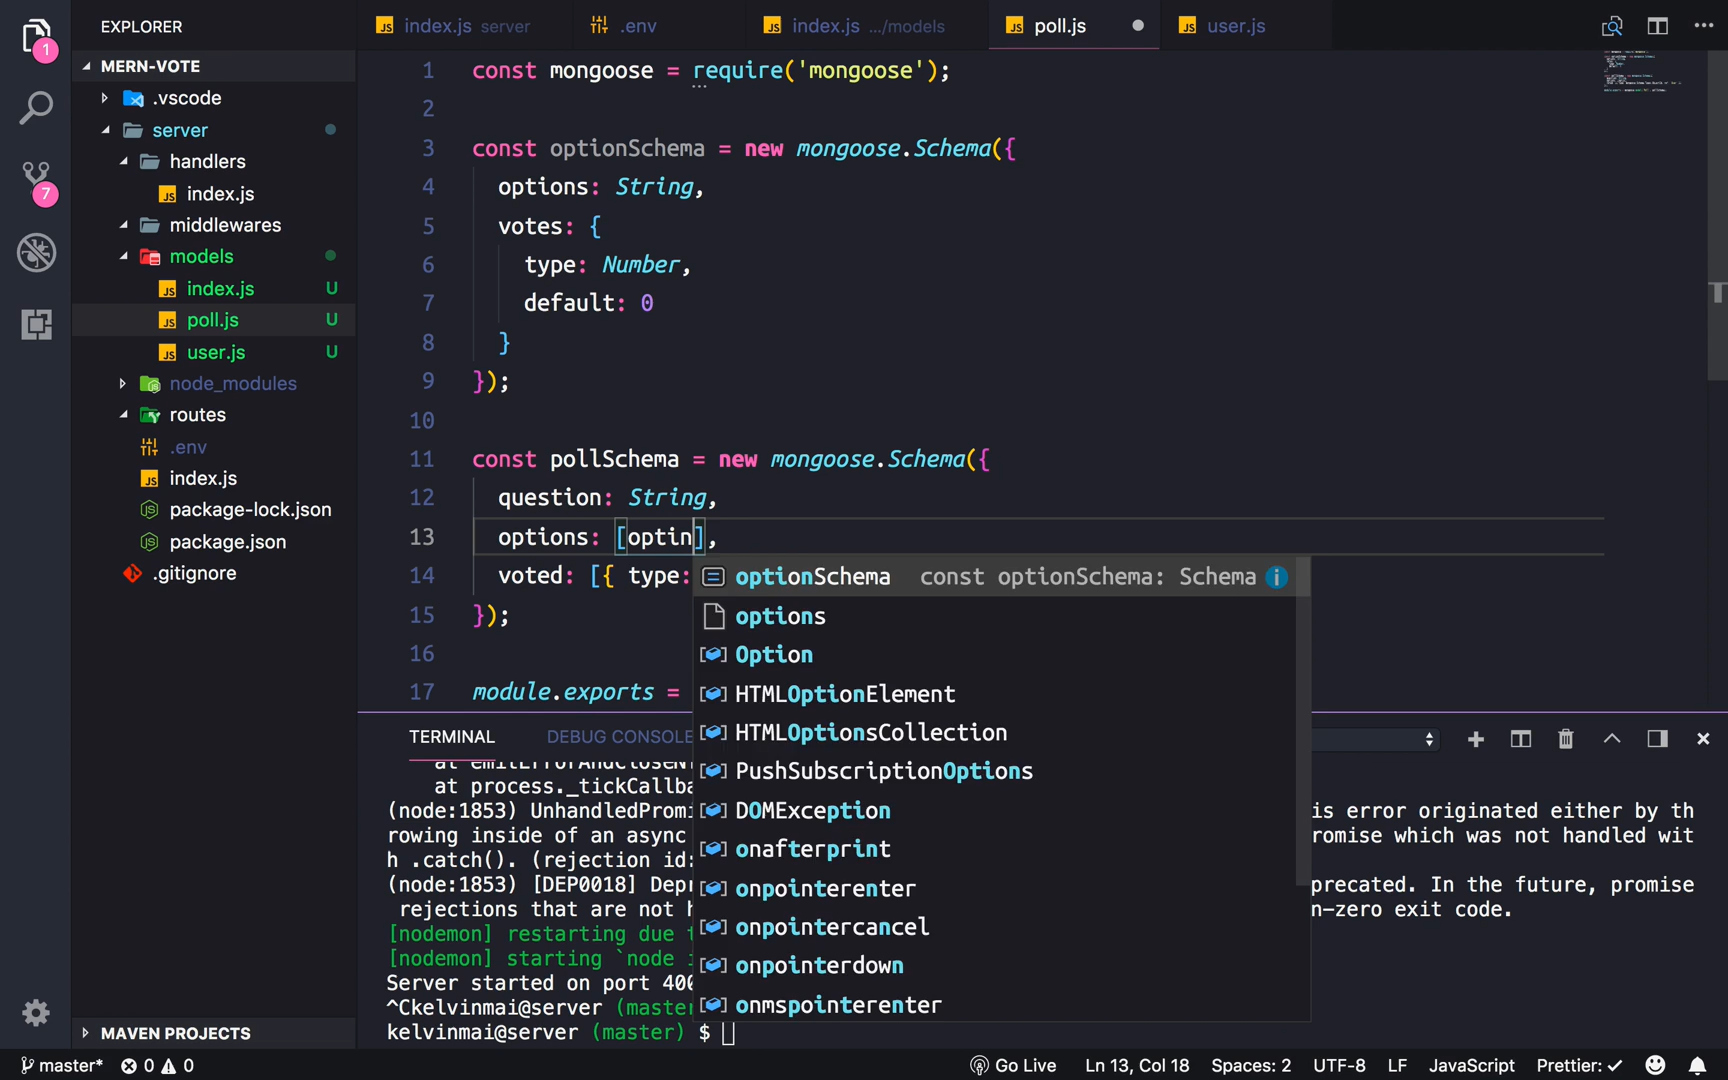 EXPLORER
index.js server
.env
index.js .../models
poll.js
user.js
1
MERN-VOTE
.vscode
server
handlers
index.js
middlewares
models
index.js U
poll.js U
user.js U
node_modules
routes
.env
index.js
package-lock.json
package.json
.gitignore
MAVEN PROJECTS
7
1 const mongoose = require('mongoose');
2
3 const optionSchema = new mongoose.Schema({
4 options: String,
5 votes: {
6 type: Number,
7 default: 0
8 }
9 });
10
11 const pollSchema = new mongoose.Schema({
12 question: String,
13 options: [optin],
14 voted: [{ type:
15 });
16
17 module.exports =
optionSchema const optionSchema: Schema
options
Option
HTMLOptionElement
HTMLOptionsCollection
PushSubscriptionOptions
DOMException
onafterprint
onpointerenter
onpointercancel
onpointerdown
onmspointerenter
TERMINAL DEBUG CONSOLE
at process._tickCallba
(node:1853) UnhandledPromi is error originated either by th
rowing inside of an async romise which was not handled wit
h .catch(). (rejection id:
(node:1853) [DEP0018] Depr precated. In the future, promise
rejections that are not h n-zero exit code.
[nodemon] restarting due t
[nodemon] starting `node i
Server started on port 400
^Ckelvinmai@server (master
kelvinmai@server (master) $
master* 0 0 Go Live Ln 13, Col 18 Spaces: 2 UTF-8 LF JavaScript Prettier: ✓